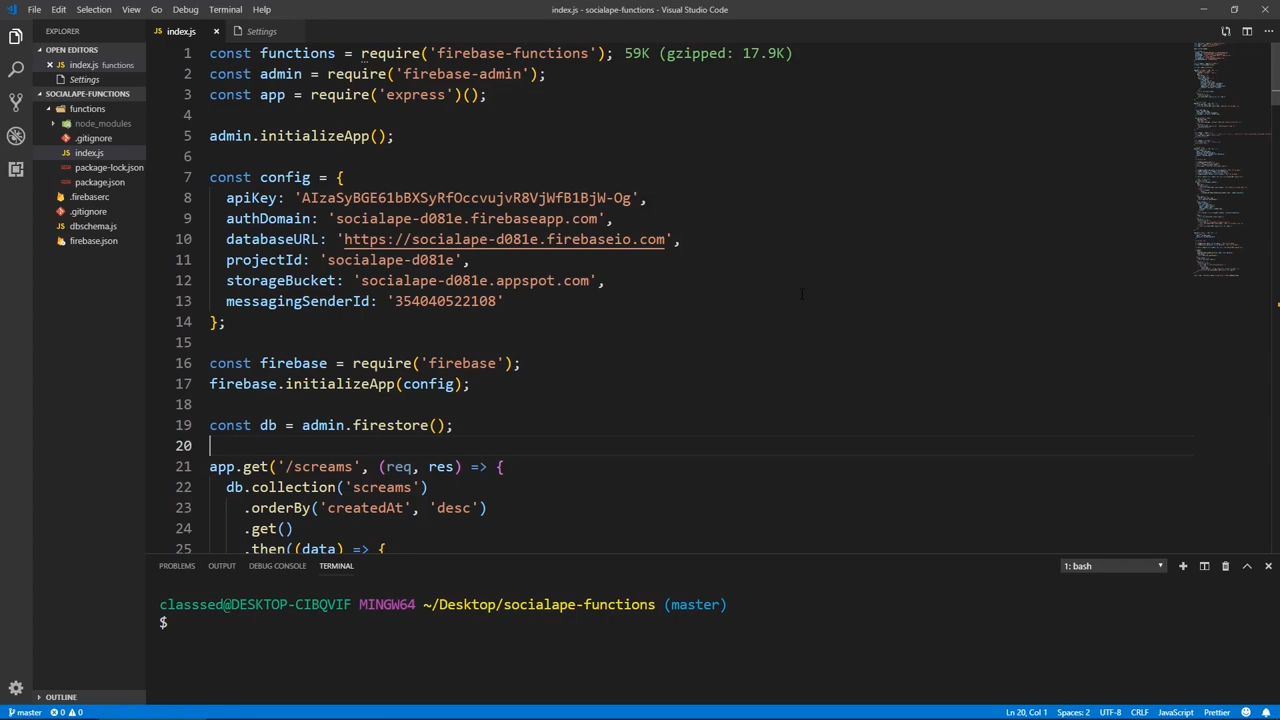 File Edit Selection View Go Debug Terminal Help
index.js - socialape-functions - Visual Studio Code
EXPLORER
OPEN EDITORS
index.js functions
Settings
SOCIALAPE-FUNCTIONS
functions
node_modules
.gitignore
index.js
package-lock.json
package.json
.firebaserc
.gitignore
dbschema.js
firebase.json
OUTLINE
index.js
Settings
1 const functions = require('firebase-functions'); 59K (gzipped: 17.9K)
2 const admin = require('firebase-admin');
3 const app = require('express')();
4
5 admin.initializeApp();
6
7 const config = {
8 apiKey: 'AIzaSyBGE61bBXSyRfOccvujvR8VjWfB1BjW-Og',
9 authDomain: 'socialape-d081e.firebaseapp.com',
10 databaseURL: 'https://socialape-d081e.firebaseio.com',
11 projectId: 'socialape-d081e',
12 storageBucket: 'socialape-d081e.appspot.com',
13 messagingSenderId: '354040522108'
14 };
15
16 const firebase = require('firebase');
17 firebase.initializeApp(config);
18
19 const db = admin.firestore();
20
21 app.get('/screams', (req, res) => {
22 db.collection('screams')
23 .orderBy('createdAt', 'desc')
24 .get()
25 .then((data) => {
PROBLEMS OUTPUT DEBUG CONSOLE TERMINAL
1: bash
classsed@DESKTOP-CIBQVIF MINGW64 ~/Desktop/socialape-functions (master)
$
master 0 0
Ln 20, Col 1 Spaces: 2 UTF-8 CRLF JavaScript Prettier